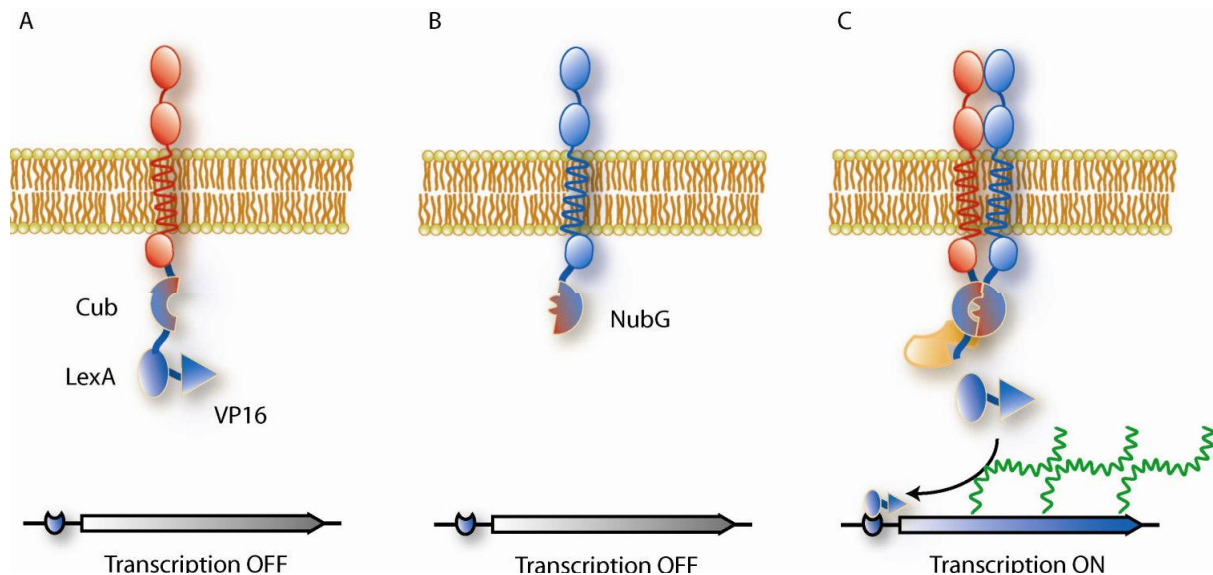 A
B
C
Cub
NubG
LexA
VP16
Transcription OFF
Transcription OFF
Transcription ON